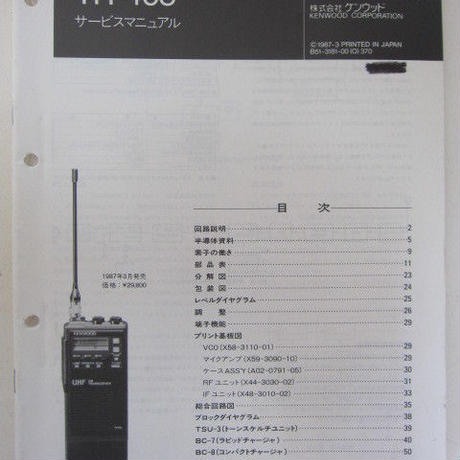 サービスマニュアル
株式会社 ケンウッド
KENWOOD CORPORATION
©1987-3 PRINTED IN JAPAN
B51-3181-00 (O) 370
目 次
回路説明 2
半導体資料 5
素子の働き 9
部品表 11
分解図 23
包装図 24
レベルダイヤグラム 25
調整 26
端子機能 29
プリント基板図
VCO (X58-3110-01) 29
マイクアンプ (X59-3090-10) 29
ケースASS'Y (A02-0791-05) 30
RFユニット (X44-3030-02) 31
IFユニット (X48-3010-02) 33
総合回路図 35
ブロックダイヤグラム 38
TSU-3 (トーンスケルチユニット) 39
BC-7 (ラピッドチャージャ) 40
BC-8 (コンパクトチャージャ) 50
1987年3月発売
価格：¥29,800
KENWOOD
UHF